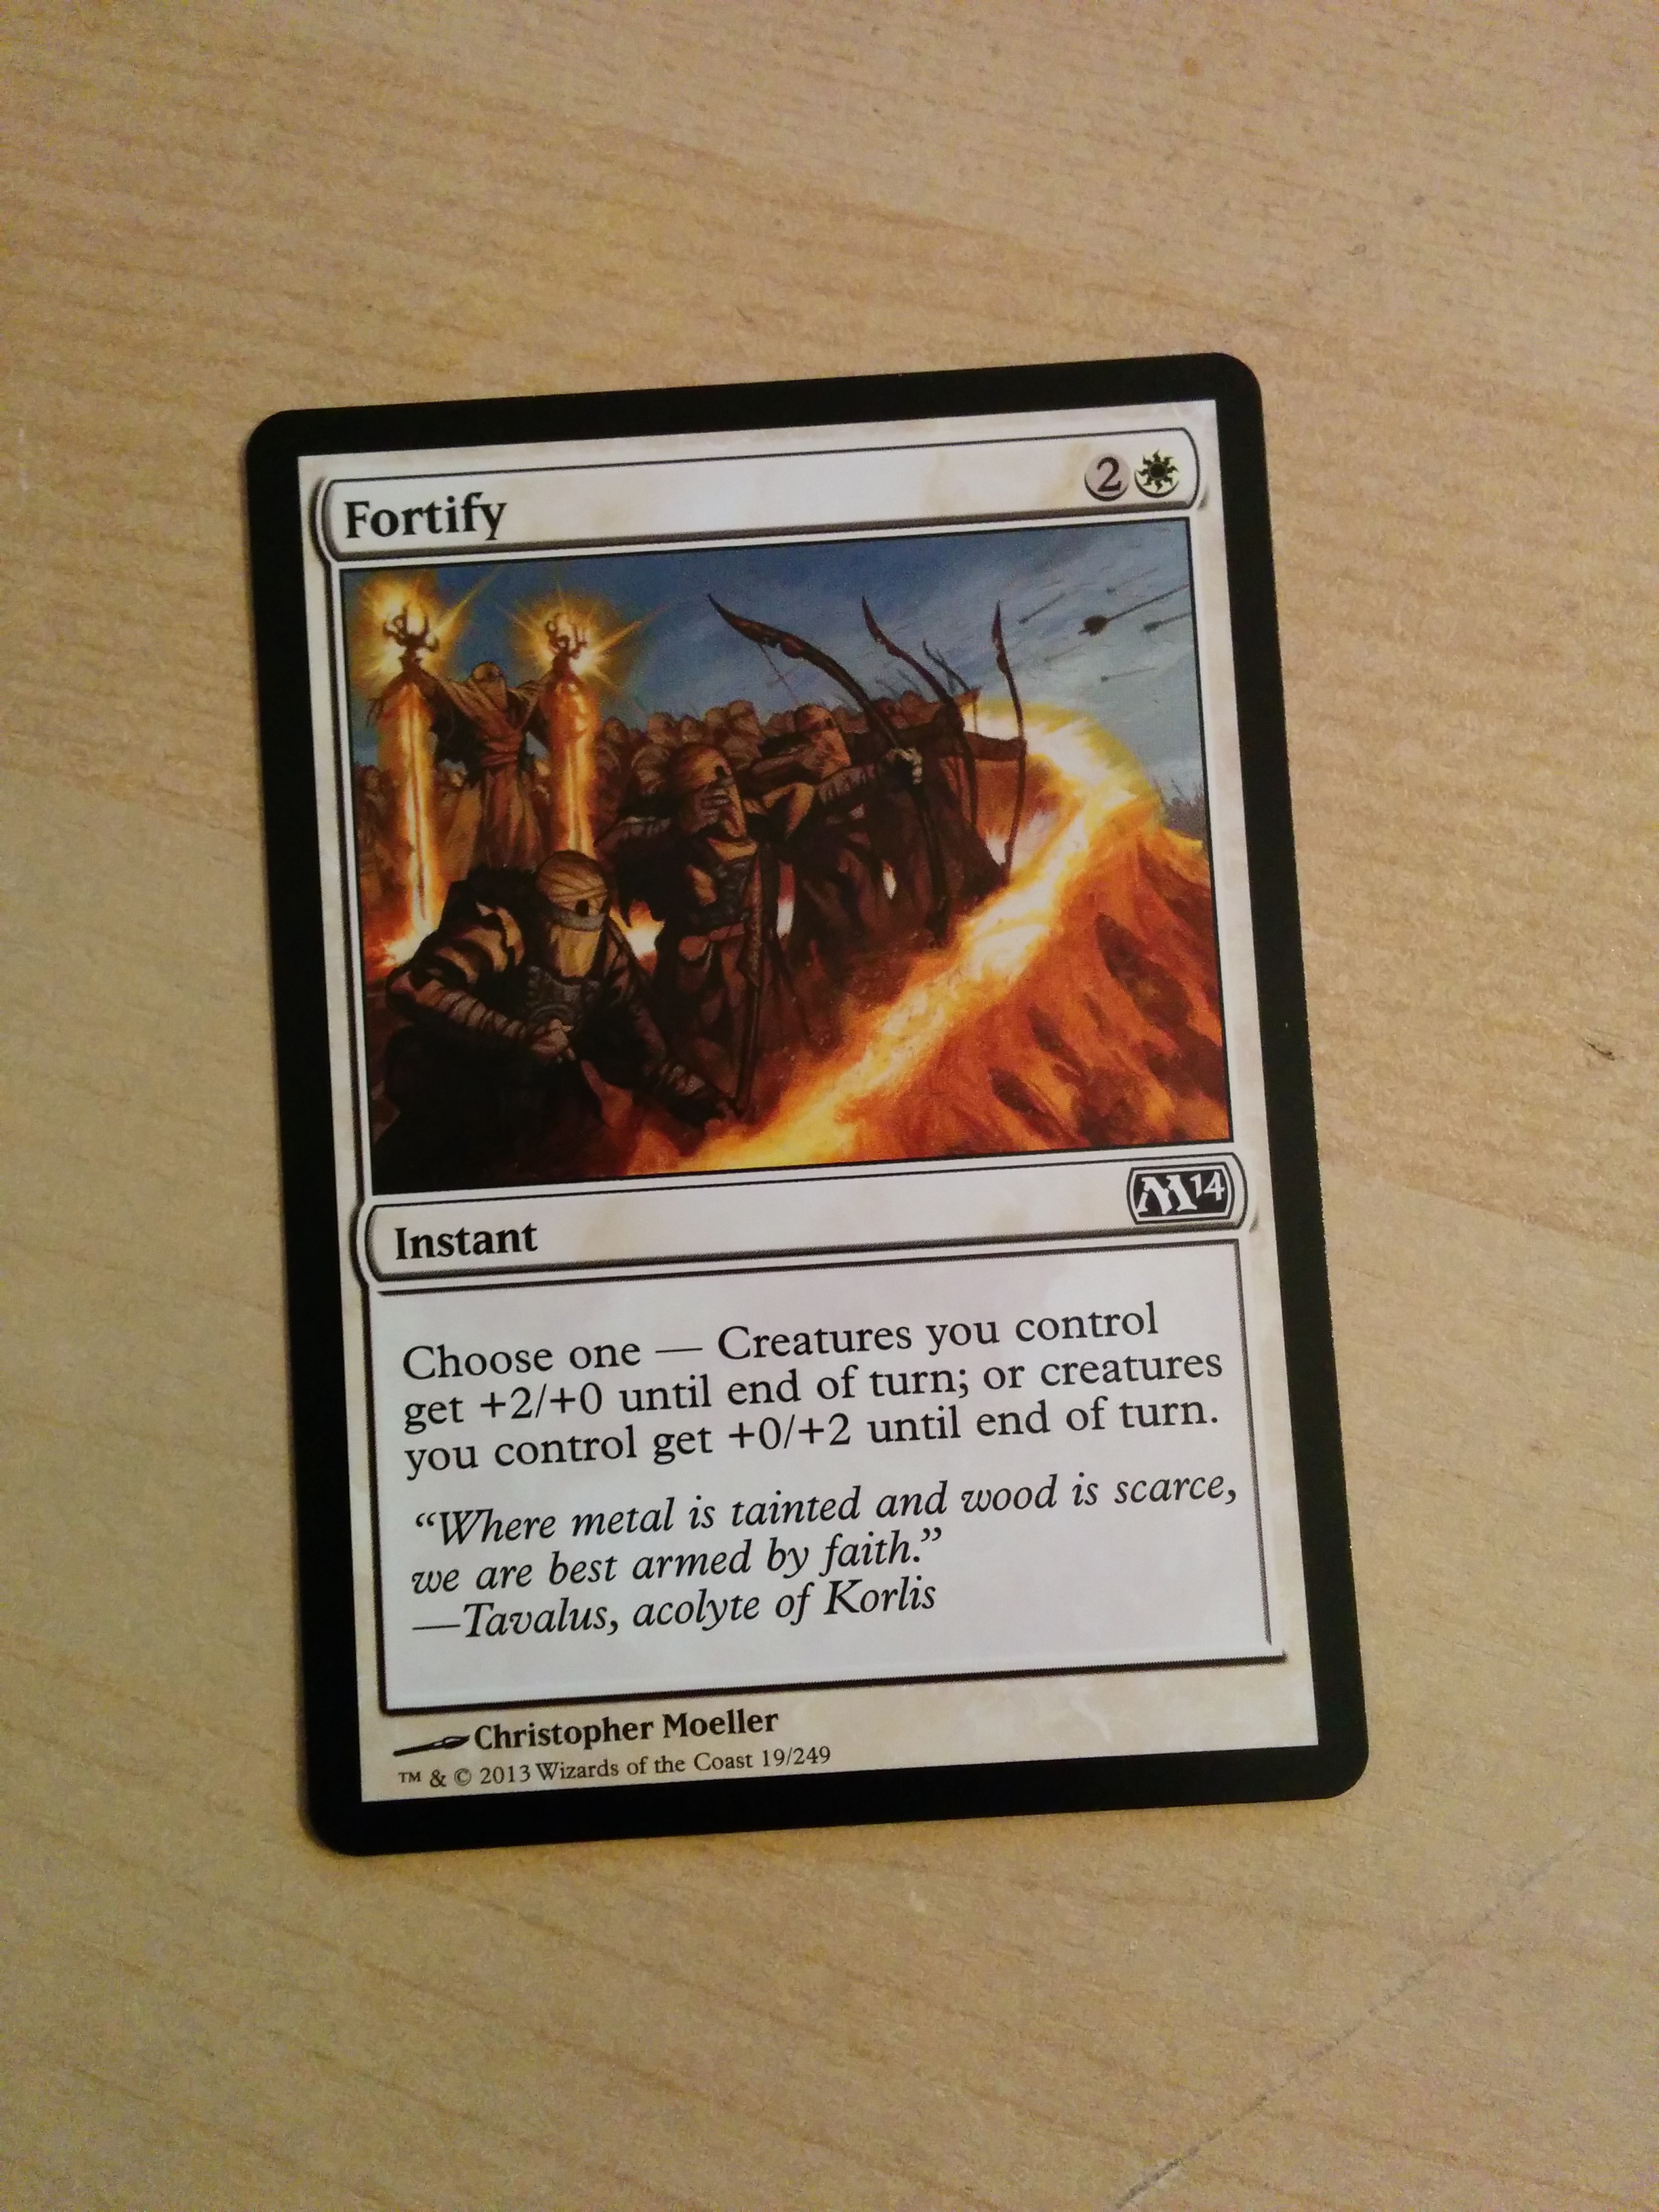 Fortify 2
Instant M14
Choose one — Creatures you control
get +2/+0 until end of turn; or creatures
you control get +0/+2 until end of turn.
“Where metal is tainted and wood is scarce,
we are best armed by faith.”
—Tavalus, acolyte of Korlis
Christopher Moeller
™ & © 2013 Wizards of the Coast 19/249